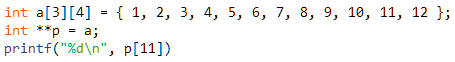 int a[3][4] = { 1, 2, 3, 4, 5, 6, 7, 8, 9, 10, 11, 12 };
int **p = a;
printf("%d\n", p[11])